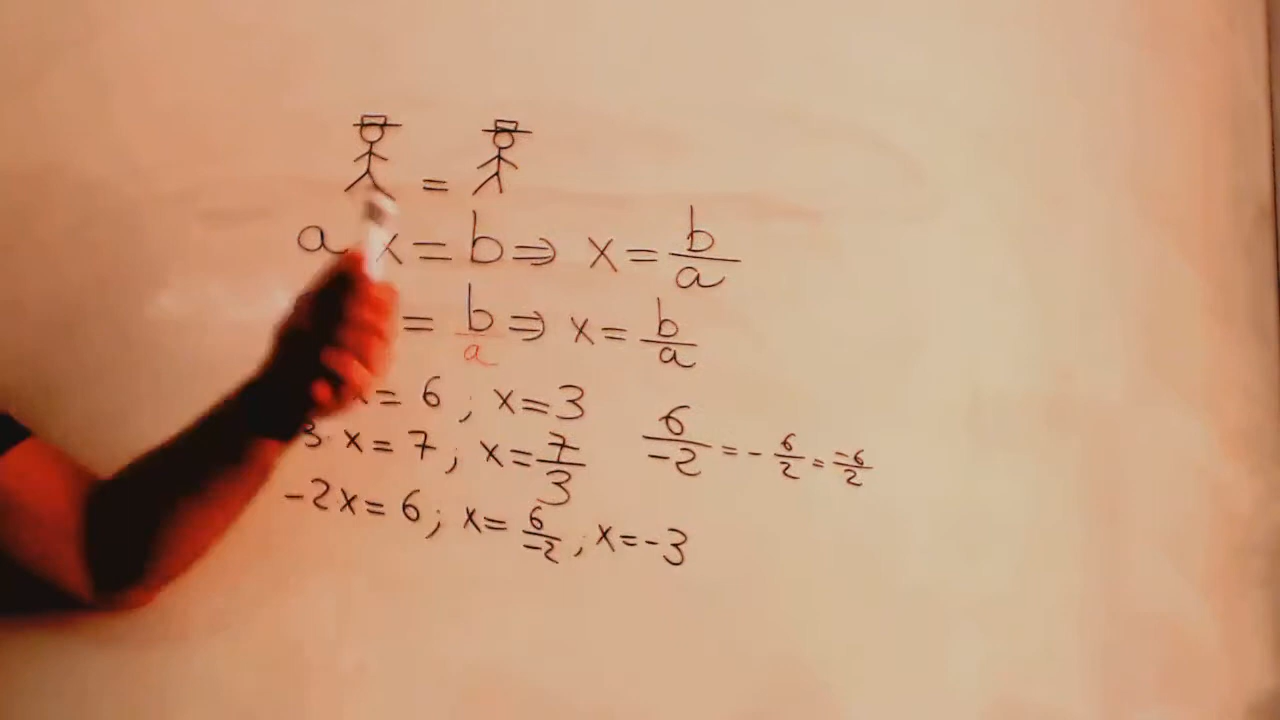 =
a x = b ⇒ x = b/a
= b/a ⇒ x = b/a
x = 6 ; x = 3
3 · x = 7 ; x = 7/3
6/-2 = - 6/2 = -6/2
-2x = 6 ; x = 6/-2 , x = -3